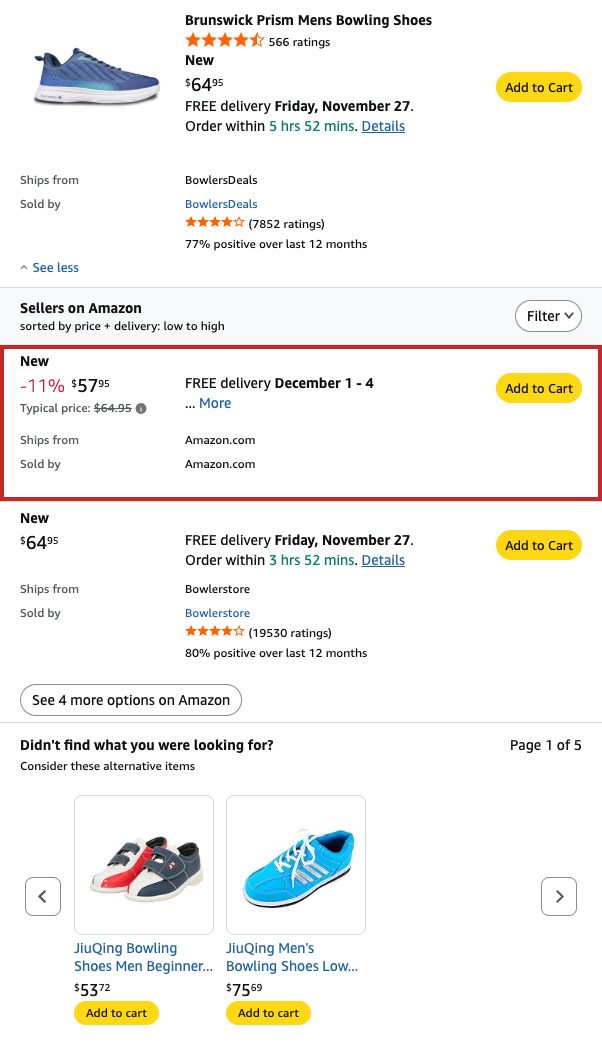 Brunswick Prism Mens Bowling Shoes
566 ratings
New
$64.95
Add to Cart
FREE delivery Friday, November 27.
Order within 5 hrs 52 mins. Details
Ships from BowlersDeals
Sold by BowlersDeals
(7852 ratings)
77% positive over last 12 months
See less
Sellers on Amazon
Filter
sorted by price + delivery: low to high
New
-11% $57.95
FREE delivery December 1 - 4
Add to Cart
... More
Typical price: $64.95
Ships from Amazon.com
Sold by Amazon.com
New
$64.95
FREE delivery Friday, November 27.
Add to Cart
Order within 3 hrs 52 mins. Details
Ships from Bowlerstore
Sold by Bowlerstore
(19530 ratings)
80% positive over last 12 months
See 4 more options on Amazon
Didn't find what you were looking for? Page 1 of 5
Consider these alternative items
JiuQing Bowling
Shoes Men Beginner...
$53.72
Add to cart
JiuQing Men's
Bowling Shoes Low...
$75.69
Add to cart